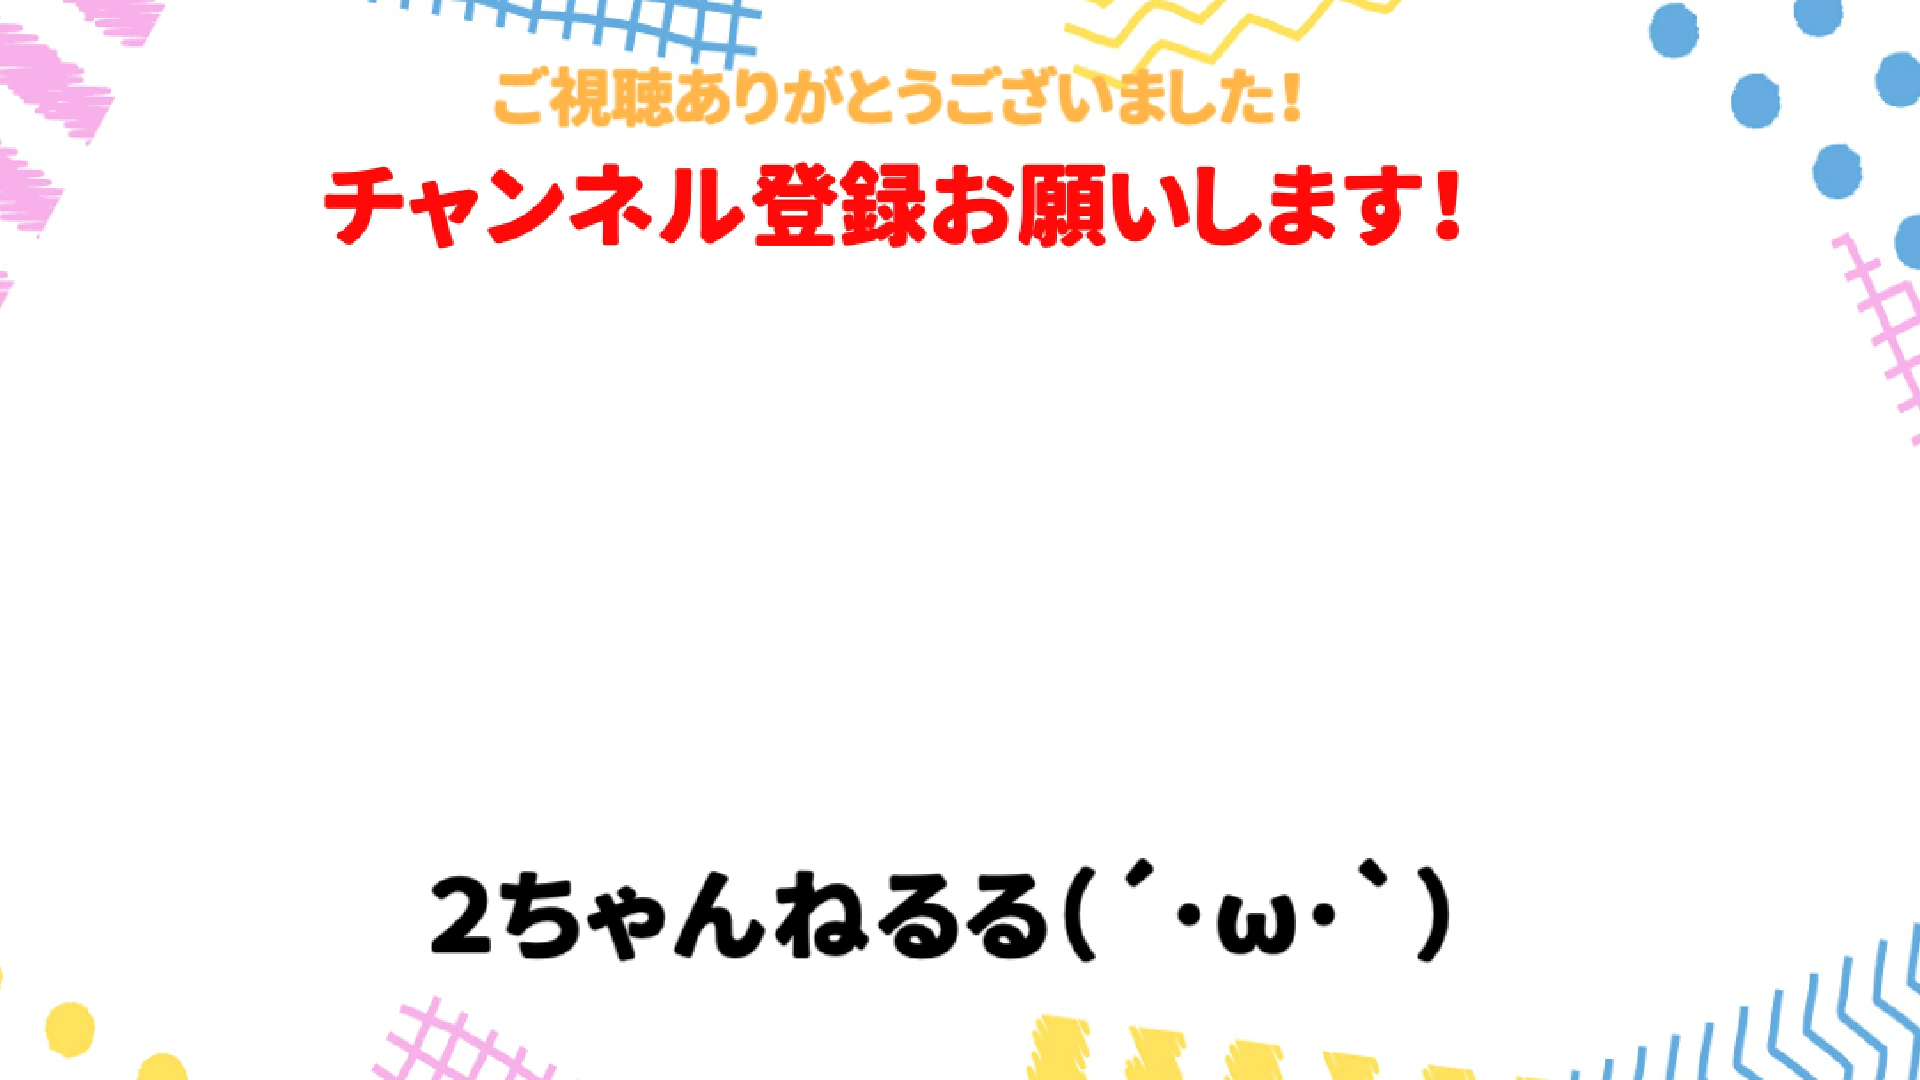 ご視聴ありがとうございました!
チャンネル登録お願いします!
2ちゃんねるる(´・ω・`)